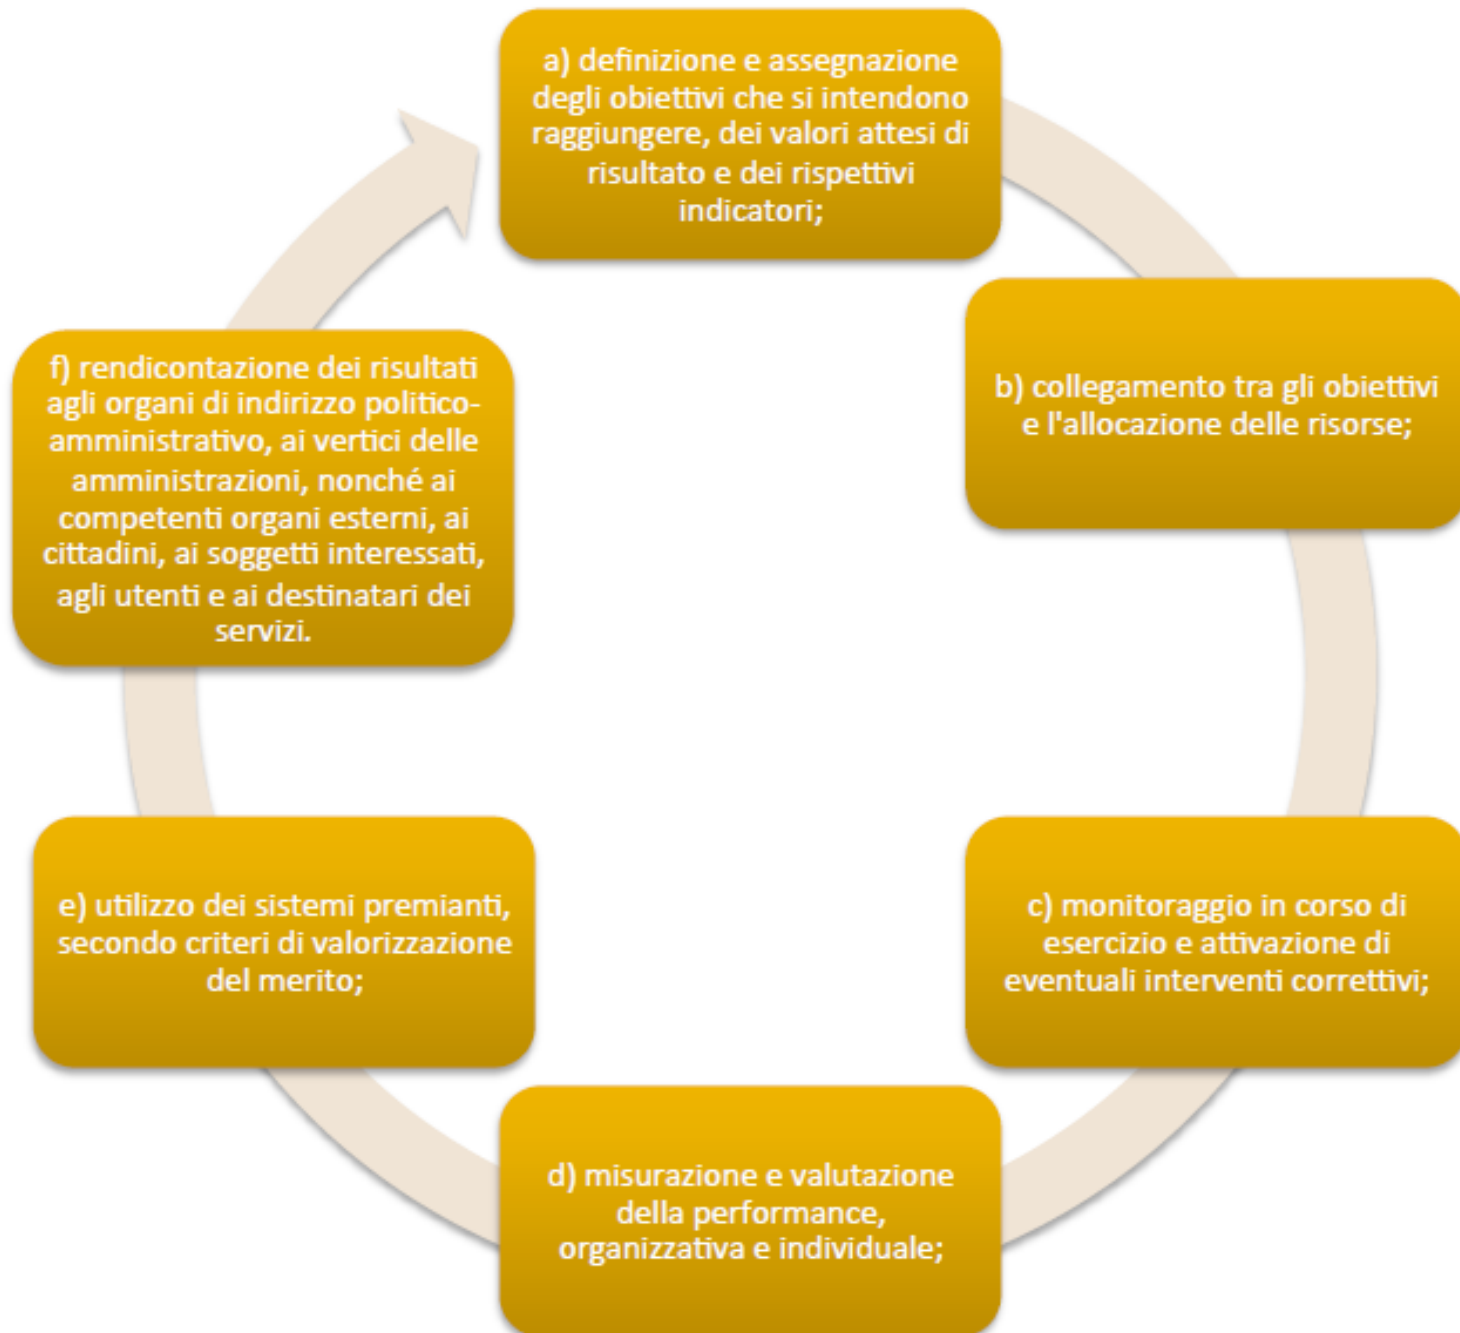 a) definizione e assegnazione
degli obiettivi che si intendono
raggiungere, dei valori attesi di
risultato e dei rispettivi
indicatori;
b) collegamento tra gli obiettivi
e l'allocazione delle risorse;
c) monitoraggio in corso di
esercizio e attivazione di
eventuali interventi correttivi;
d) misurazione e valutazione
della performance,
organizzativa e individuale;
e) utilizzo dei sistemi premianti,
secondo criteri di valorizzazione
del merito;
f) rendicontazione dei risultati
agli organi di indirizzo politico-
amministrativo, ai vertici delle
amministrazioni, nonché ai
competenti organi esterni, ai
cittadini, ai soggetti interessati,
agli utenti e ai destinatari dei
servizi.